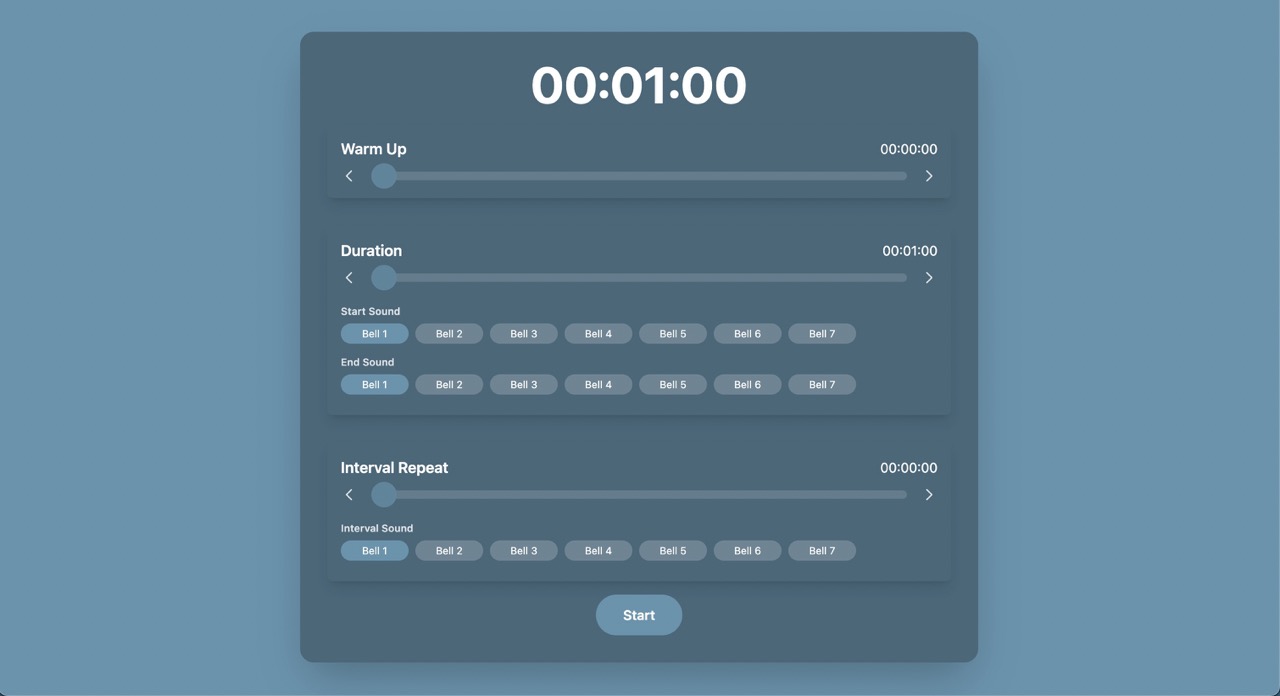 00:01:00
Warm Up 00:00:00
Duration 00:01:00
Start Sound
Bell 1 Bell 2 Bell 3 Bell 4 Bell 5 Bell 6 Bell 7
End Sound
Bell 1 Bell 2 Bell 3 Bell 4 Bell 5 Bell 6 Bell 7
Interval Repeat 00:00:00
Interval Sound
Bell 1 Bell 2 Bell 3 Bell 4 Bell 5 Bell 6 Bell 7
Start